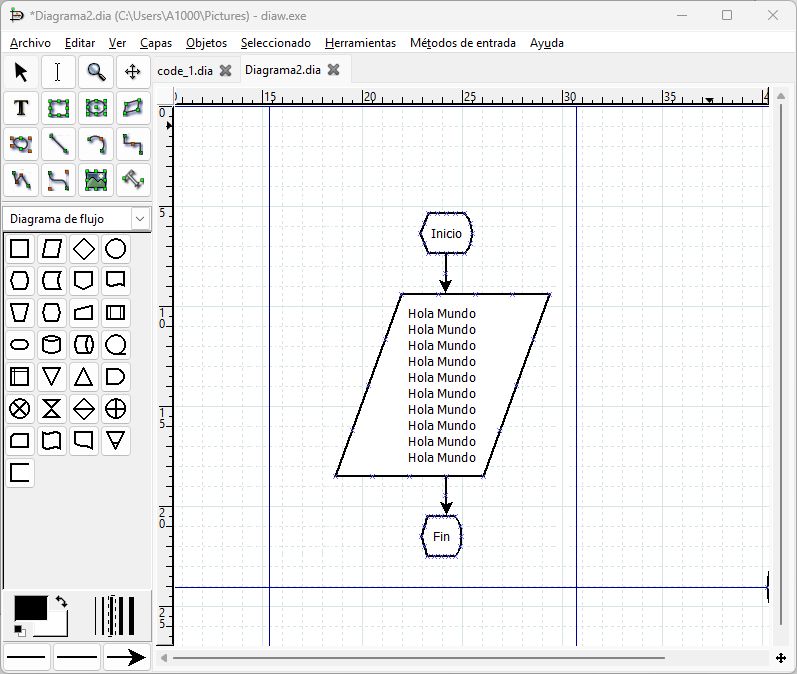 *Diagrama2.dia (C:\Users\A1000\Pictures) - diaw.exe
Archivo Editar Ver Capas Objetos Seleccionado Herramientas Métodos de entrada Ayuda
code_1.dia Diagrama2.dia
15 20 25 30 35
T
0
5
Diagrama de flujo
Inicio
10
Hola Mundo
Hola Mundo
Hola Mundo
Hola Mundo
Hola Mundo
Hola Mundo
Hola Mundo
15
Hola Mundo
Hola Mundo
Hola Mundo
20
Fin
25